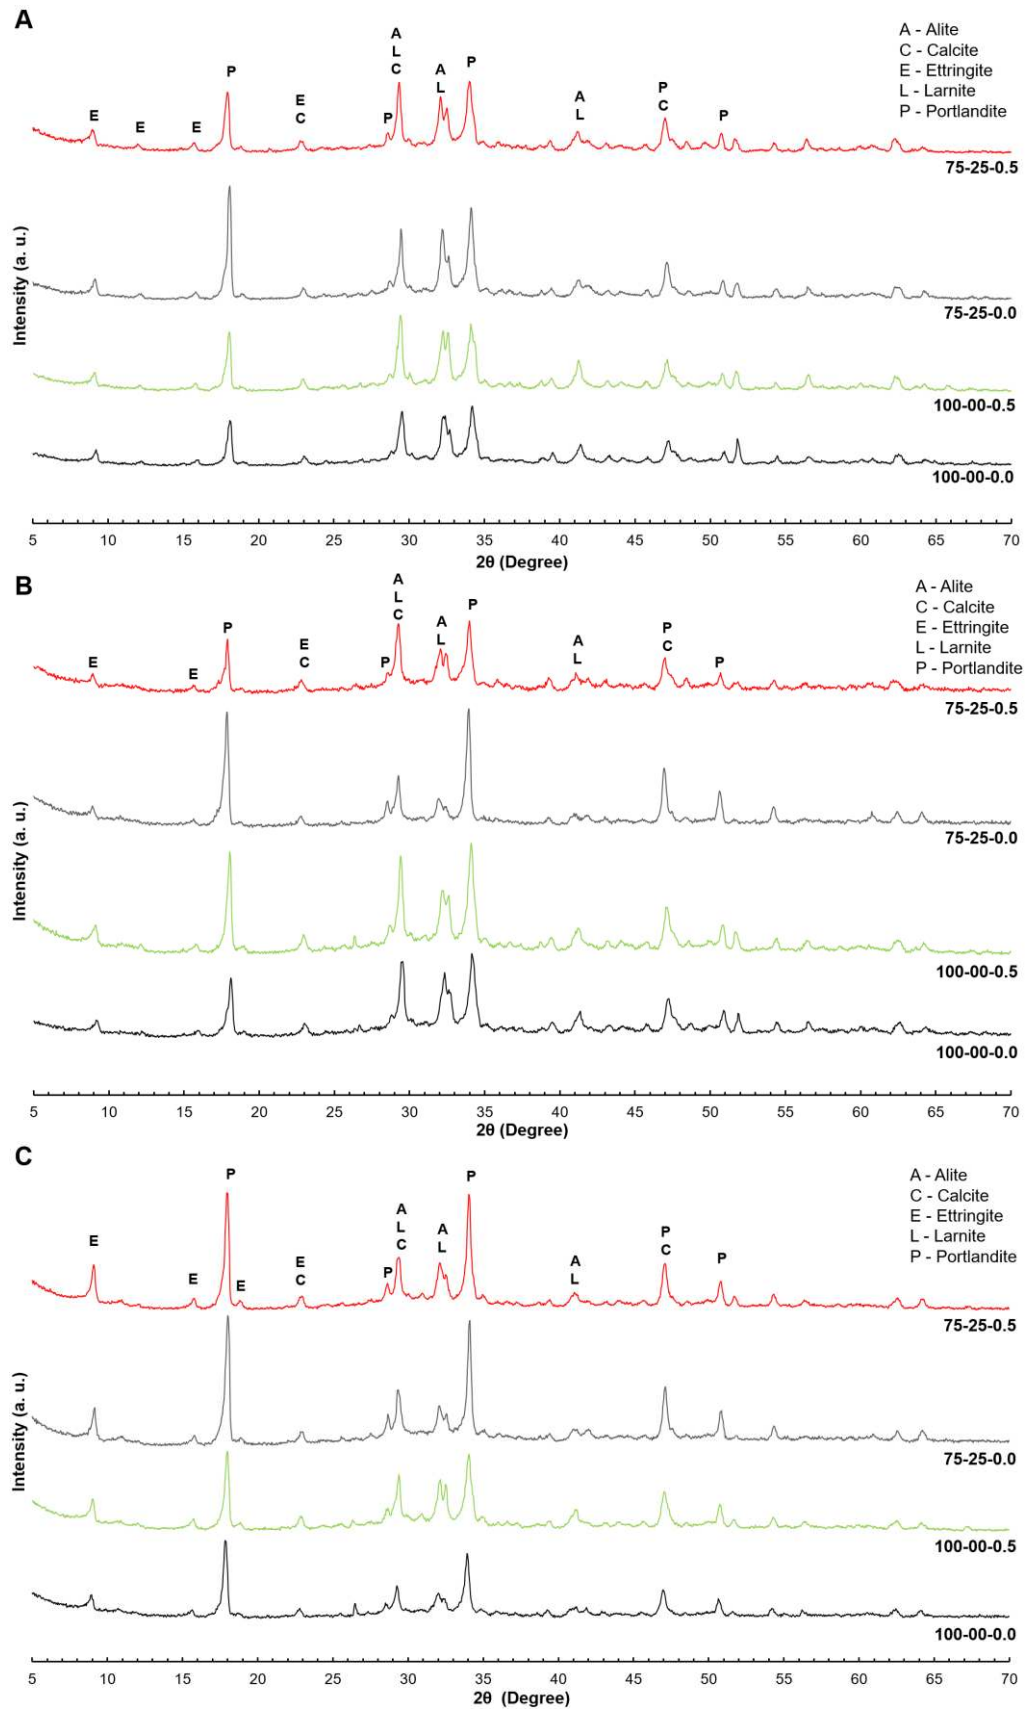 A
A - Alite
C - Calcite
E - Ettringite
L - Larnite
P - Portlandite
A
L
C
P
A
L
P
P
C
E
C
A
L
P
P
E
E
E
75-25-0.5
75-25-0.0
100-00-0.5
100-00-0.0
Intensity (a. u.)
5 10 15 20 25 30 35 40 45 50 55 60 65 70
2θ (Degree)
B
A - Alite
C - Calcite
E - Ettringite
L - Larnite
P - Portlandite
A
L
C
P
P
A
L
P
C
E
C
A
L
E
E
P
P
75-25-0.5
75-25-0.0
100-00-0.5
100-00-0.0
Intensity (a. u.)
5 10 15 20 25 30 35 40 45 50 55 60 65 70
2θ (Degree)
C
A - Alite
C - Calcite
E - Ettringite
L - Larnite
P - Portlandite
P
P
A
L
C
A
L
P
C
E
P
E
C
A
L
E
E
P
75-25-0.5
75-25-0.0
100-00-0.5
100-00-0.0
Intensity (a. u.)
5 10 15 20 25 30 35 40 45 50 55 60 65 70
2θ (Degree)